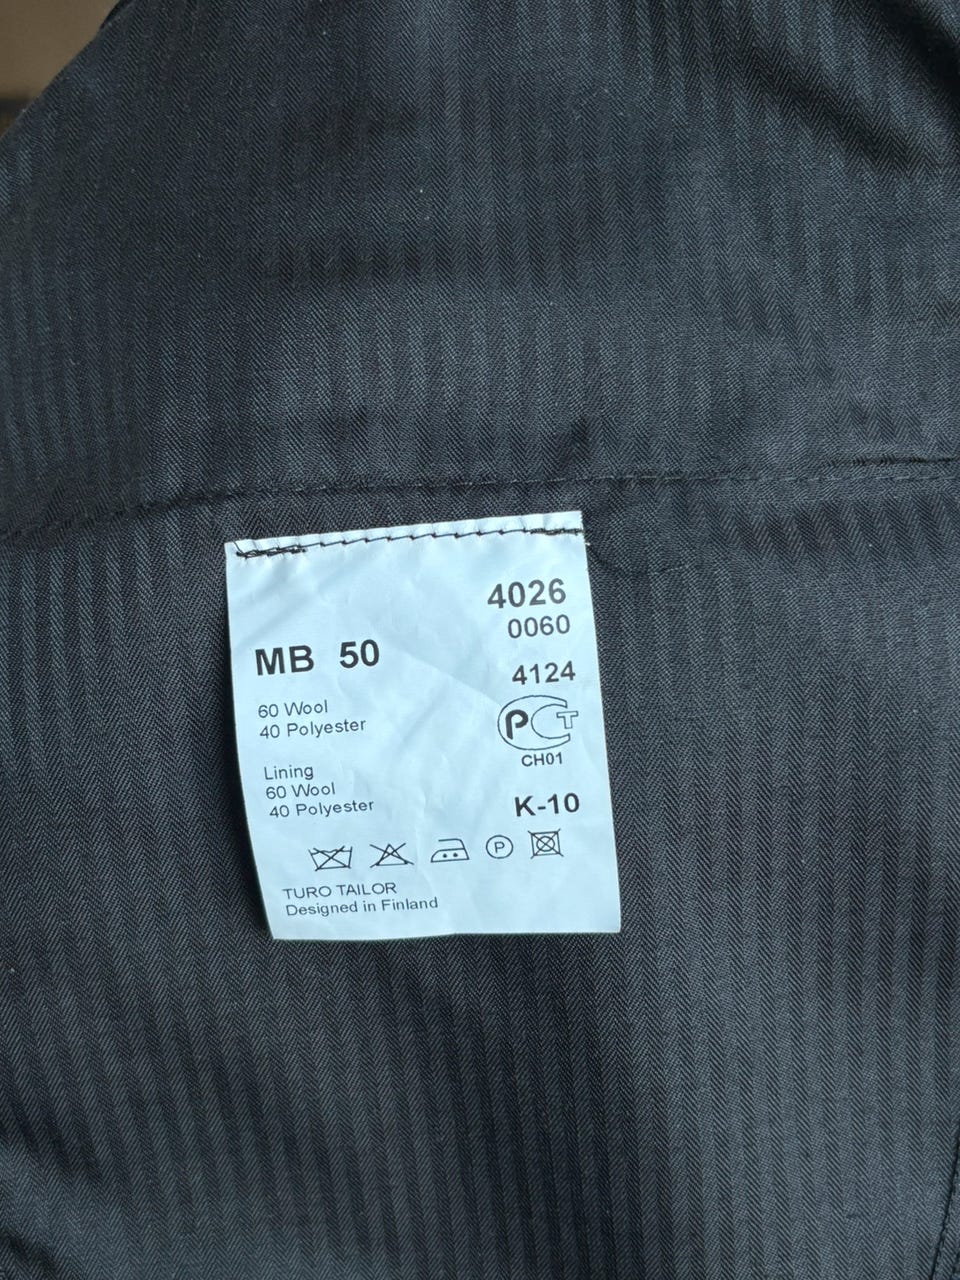 4026
0060
MB 50
4124
60 Wool
40 Polyester
РСТ
CH01
Lining
60 Wool
40 Polyester
K-10
P
TURO TAILOR
Designed in Finland